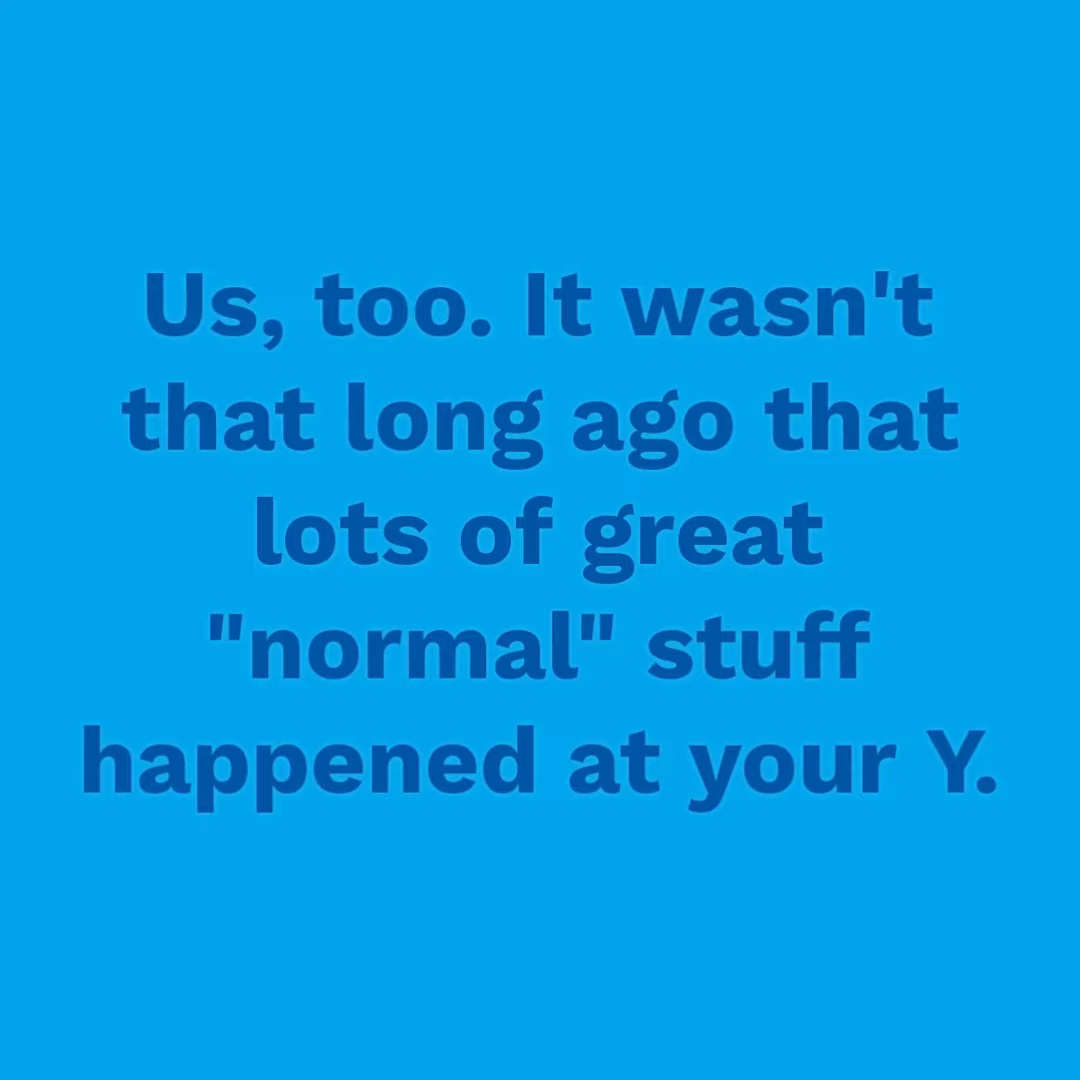 Us, too. It wasn't
that long ago that
lots of great
"normal" stuff
happened at your Y.